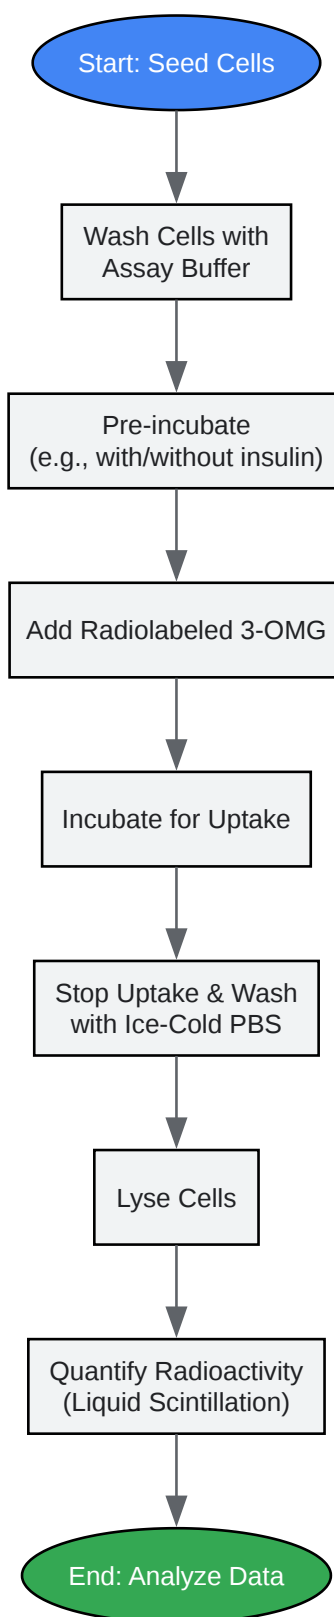 Start: Seed Cells
Wash Cells with
Assay Buffer
Pre-incubate
(e.g., with/without insulin)
Add Radiolabeled 3-OMG
Incubate for Uptake
Stop Uptake & Wash
with Ice-Cold PBS
Lyse Cells
Quantify Radioactivity
(Liquid Scintillation)
End: Analyze Data